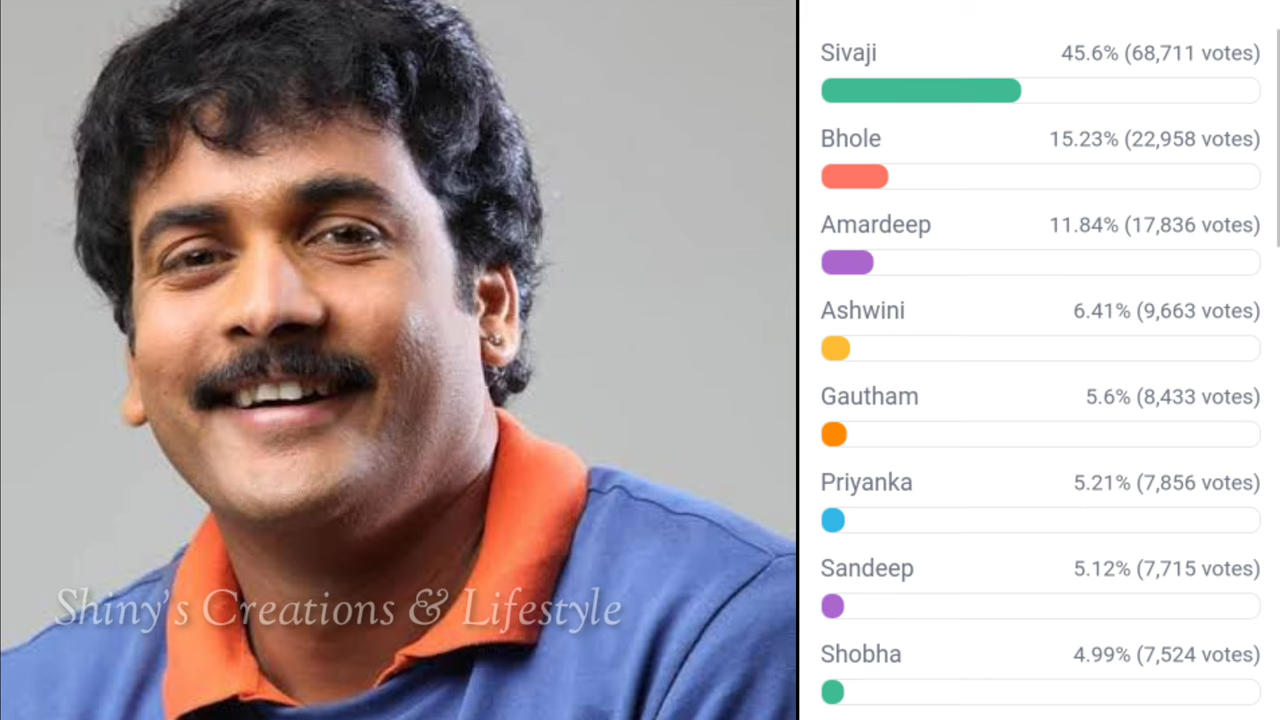 Shiny's Creations & Lifestyle
Sivaji 45.6% (68,711 votes)
Bhole 15.23% (22,958 votes)
Amardeep 11.84% (17,836 votes)
Ashwini 6.41% (9,663 votes)
Gautham 5.6% (8,433 votes)
Priyanka 5.21% (7,856 votes)
Sandeep 5.12% (7,715 votes)
Shobha 4.99% (7,524 votes)